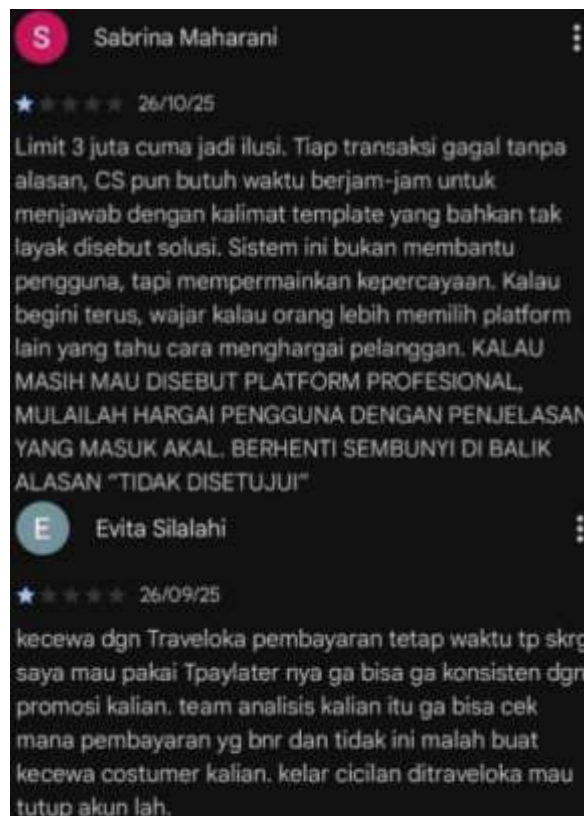 S
Sabrina Maharani
26/10/25
Limit 3 juta cuma jadi ilusi. Tiap transaksi gagal tanpa
alasan, CS pun butuh waktu berjam-jam untuk
menjawab dengan kalimat template yang bahkan tak
layak disebut solusi. Sistem ini bukan membantu
pengguna, tapi mempermainkan kepercayaan. Kalau
begini terus, wajar kalau orang lebih memilih platform
lain yang tahu cara menghargai pelanggan. KALAU
MASIH MAU DISEBUT PLATFORM PROFESIONAL,
MULAILAH HARGAI PENGGUNA DENGAN PENJELASAN
YANG MASUK AKAL. BERHENTI SEMBUNYI DI BALIK
ALASAN “TIDAK DISETUJUI”
E
Evita Silalahi
26/09/25
kecewa dgn Traveloka pembayaran tetap waktu tp skrg
saya mau pakai Tpaylater nya ga bisa ga konsisten dgn
promosi kalian. team analisis kalian itu ga bisa cek
mana pembayaran yg bnr dan tidak ini malah buat
kecewa costumer kalian. kelar cicilan ditraveloka mau
tutup akun lah.